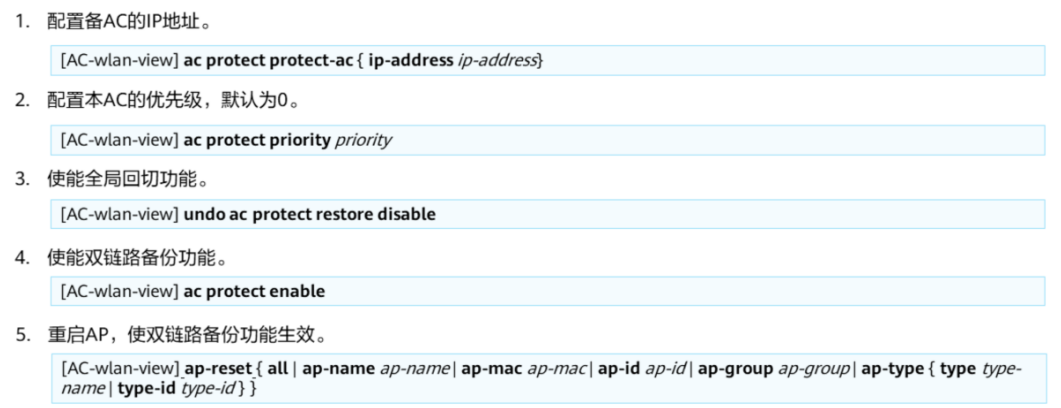 1. 配置备AC的IP地址。
[AC-wlan-view] ac protect protect-ac { ip-address ip-address}
2. 配置本AC的优先级，默认为0。
[AC-wlan-view] ac protect priority priority
3. 使能全局回切功能。
[AC-wlan-view] undo ac protect restore disable
4. 使能双链路备份功能。
[AC-wlan-view] ac protect enable
5. 重启AP，使双链路备份功能生效。
[AC-wlan-view] ap-reset { all | ap-name ap-name | ap-mac ap-mac | ap-id ap-id | ap-group ap-group | ap-type { type type-
name | type-id type-id } }